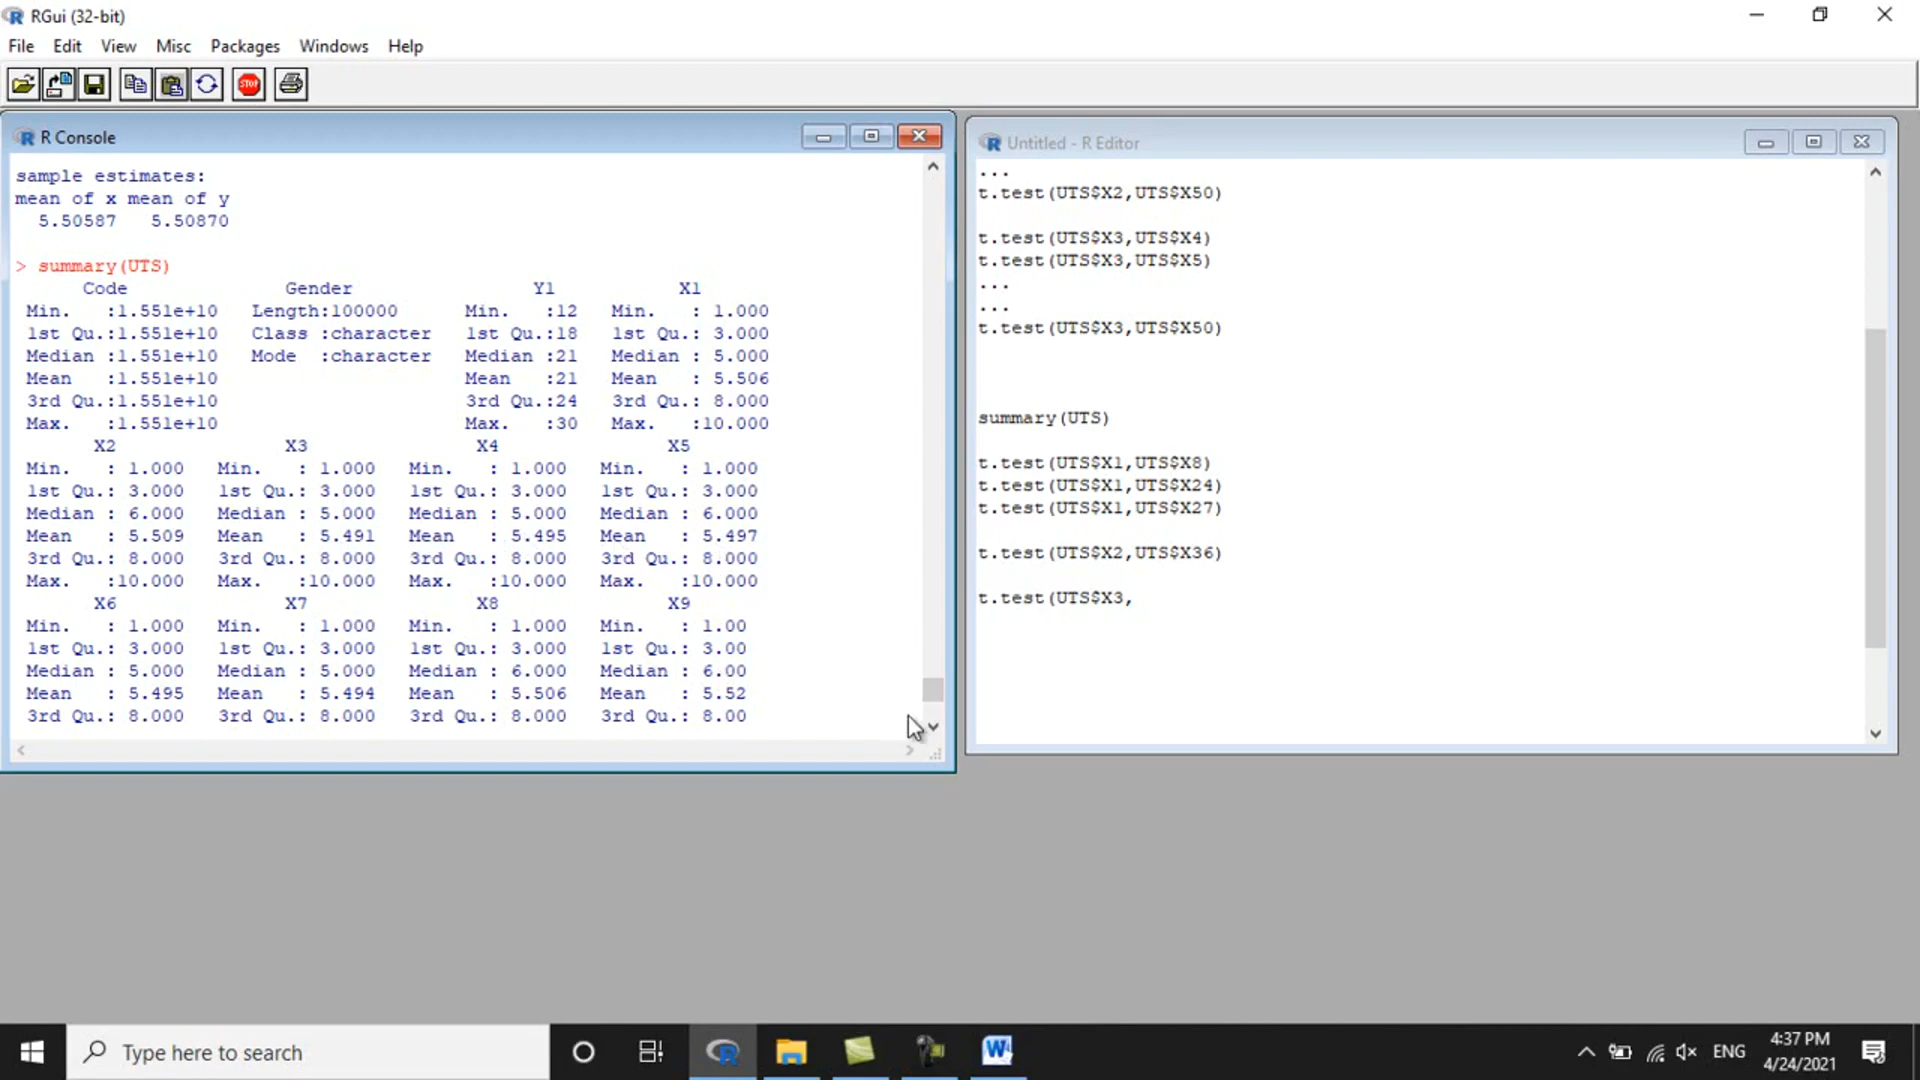 RGui (32-bit)
File Edit View Misc Packages Windows Help
STOP
R Console
sample estimates:
mean of x mean of y
5.50587 5.50870
> summary(UTS)
Code Gender Y1 X1
Min. :1.551e+10 Length:100000 Min. :12 Min. : 1.000
1st Qu.:1.551e+10 Class :character 1st Qu.:18 1st Qu.: 3.000
Median :1.551e+10 Mode :character Median :21 Median : 5.000
Mean :1.551e+10 Mean :21 Mean : 5.506
3rd Qu.:1.551e+10 3rd Qu.:24 3rd Qu.: 8.000
Max. :1.551e+10 Max. :30 Max. :10.000
X2 X3 X4 X5
Min. : 1.000 Min. : 1.000 Min. : 1.000 Min. : 1.000
1st Qu.: 3.000 1st Qu.: 3.000 1st Qu.: 3.000 1st Qu.: 3.000
Median : 6.000 Median : 5.000 Median : 5.000 Median : 6.000
Mean : 5.509 Mean : 5.491 Mean : 5.495 Mean : 5.497
3rd Qu.: 8.000 3rd Qu.: 8.000 3rd Qu.: 8.000 3rd Qu.: 8.000
Max. :10.000 Max. :10.000 Max. :10.000 Max. :10.000
X6 X7 X8 X9
Min. : 1.000 Min. : 1.000 Min. : 1.000 Min. : 1.00
1st Qu.: 3.000 1st Qu.: 3.000 1st Qu.: 3.000 1st Qu.: 3.00
Median : 5.000 Median : 5.000 Median : 6.000 Median : 6.00
Mean : 5.495 Mean : 5.494 Mean : 5.506 Mean : 5.52
3rd Qu.: 8.000 3rd Qu.: 8.000 3rd Qu.: 8.000 3rd Qu.: 8.00
Untitled - R Editor
...
t.test(UTS$X2,UTS$X50)
t.test(UTS$X3,UTS$X4)
t.test(UTS$X3,UTS$X5)
...
...
t.test(UTS$X3,UTS$X50)
summary(UTS)
t.test(UTS$X1,UTS$X8)
t.test(UTS$X1,UTS$X24)
t.test(UTS$X1,UTS$X27)
t.test(UTS$X2,UTS$X36)
t.test(UTS$X3,
Type here to search
ENG
4:37 PM
4/24/2021